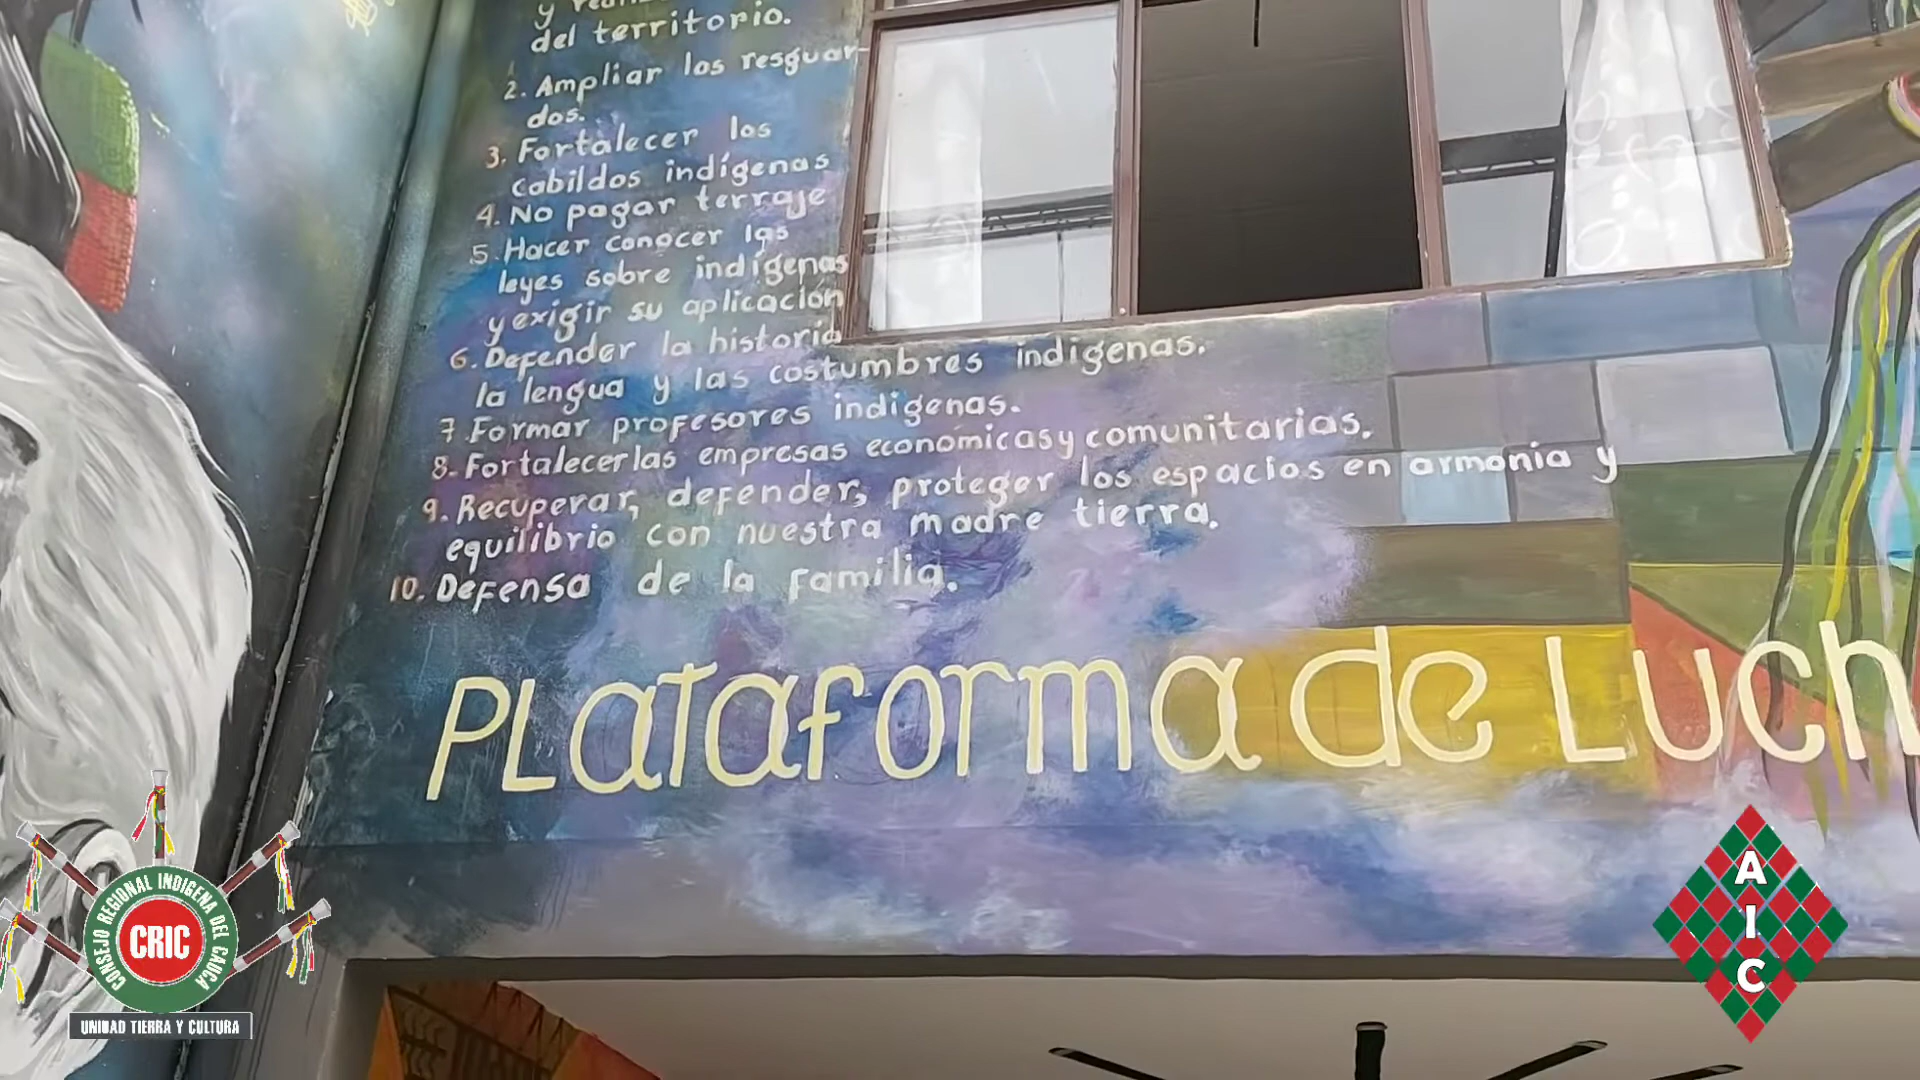 del territorio.
2. Ampliar los resguar-
dos.
3. Fortalecer los
cabildos indígenas
4. No pagar terraje
5. Hacer conocer las
leyes sobre indígenas
y exigir su aplicación
6. Defender la historia
la lengua y las costumbres indígenas.
7. Formar profesores indígenas.
8. Fortalecer las empresas económicas y comunitarias.
9. Recuperar, defender, proteger los espacios en armonia y
equilibrio con nuestra madre tierra.
10. Defensa de la familia.
PLataforma de Luch
CONSEJO REGIONAL INDIGENA DEL CAUCA
CRIC
UNIDAD TIERRA Y CULTURA
A
I
C